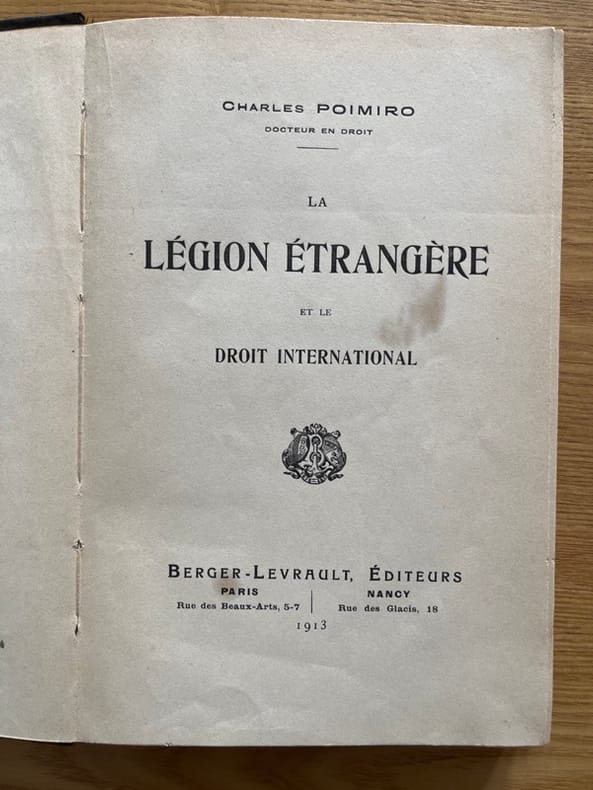 CHARLES POIMIRO
DOCTEUR EN DROIT
LA
LÉGION ÉTRANGÈRE
ET LE
DROIT INTERNATIONAL
BERGER-LEVRAULT, ÉDITEURS
PARIS
Rue des Beaux-Arts, 5-7
NANCY
Rue des Glacis, 18
1913